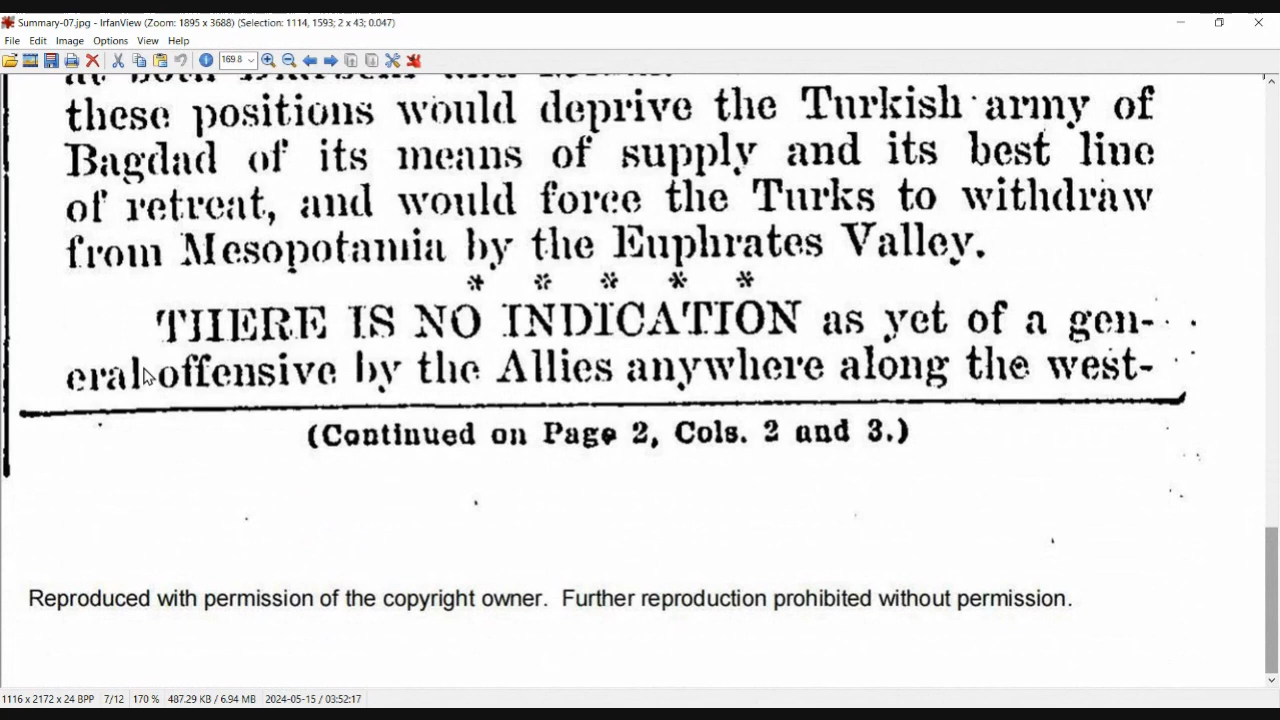 Summary-07.jpg - IrfanView (Zoom: 1895 x 3688) (Selection: 1114, 1593; 2 x 43; 0.047)
File Edit Image Options View Help
169.8
these positions would deprive the Turkish army of
Bagdad of its means of supply and its best line
of retreat, and would force the Turks to withdraw
from Mesopotamia by the Euphrates Valley.
* * * * *
THERE IS NO INDICATION as yet of a gen-
eral offensive by the Allies anywhere along the west-
(Continued on Page 2, Cols. 2 and 3.)
Reproduced with permission of the copyright owner. Further reproduction prohibited without permission.
1116 x 2172 x 24 BPP 7/12 170 % 487.29 KB / 6.94 MB 2024-05-15 / 03:52:17